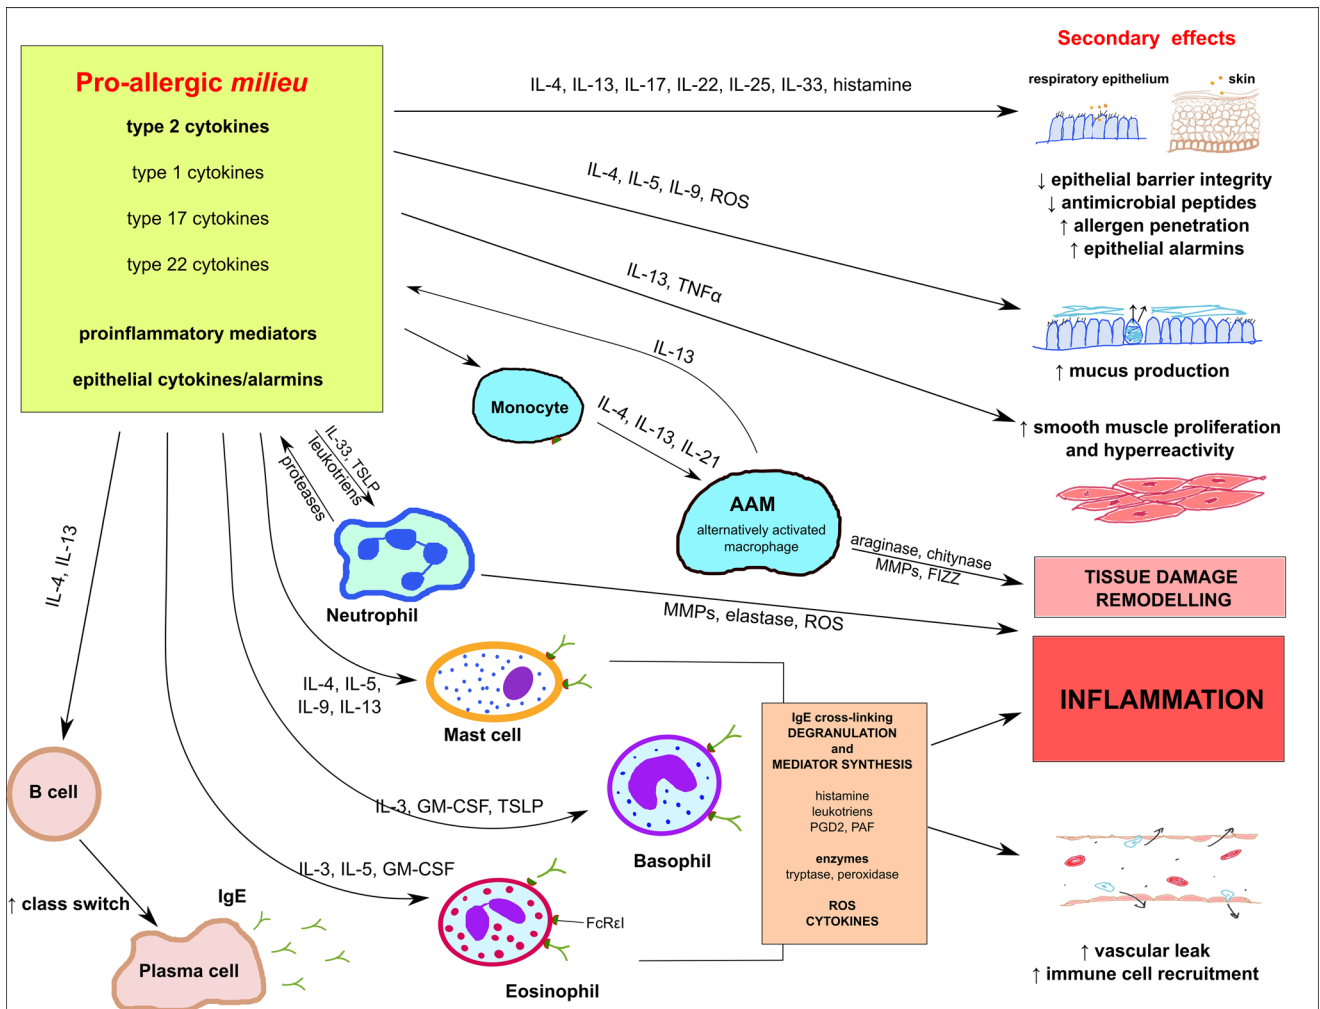 Pro-allergic milieu
type 2 cytokines
type 1 cytokines
type 17 cytokines
type 22 cytokines
proinflammatory mediators
epithelial cytokines/alarmins
IL-4, IL-13, IL-17, IL-22, IL-25, IL-33, histamine
Secondary effects
respiratory epithelium
skin
↓ epithelial barrier integrity
↓ antimicrobial peptides
↑ allergen penetration
↑ epithelial alarmins
IL-4, IL-5, IL-9, ROS
↑ mucus production
IL-13, TNFα
↑ smooth muscle proliferation
and hyperreactivity
IL-13
Monocyte
IL-4, IL-13, IL-21
AAM
alternatively activated
macrophage
araginase, chitynase
MMPs, FIZZ
TISSUE DAMAGE
REMODELLING
IL-33, TSLP
leukotriens
proteases
Neutrophil
MMPs, elastase, ROS
INFLAMMATION
IL-4, IL-5,
IL-9, IL-13
Mast cell
IL-3, GM-CSF, TSLP
Basophil
IL-3, IL-5, GM-CSF
FcRεI
Eosinophil
IgE cross-linking
DEGRANULATION
and
MEDIATOR SYNTHESIS
histamine
leukotriens
PGD2, PAF
enzymes
tryptase, peroxidase
ROS
CYTOKINES
↑ vascular leak
↑ immune cell recruitment
IL-4, IL-13
B cell
↑ class switch
IgE
Plasma cell